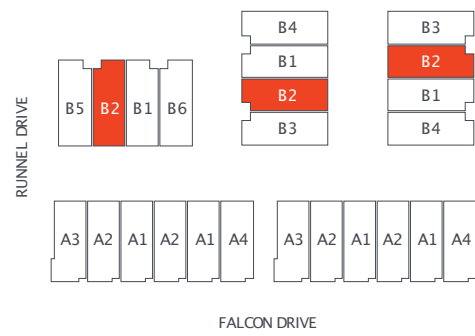 B4
B1
B2
B3
B3
B2
B1
B4
B5 B2 B1 B6
RUNNEL DRIVE
A3 A2 A1 A2 A1 A4
A3 A2 A1 A2 A1 A4
FALCON DRIVE